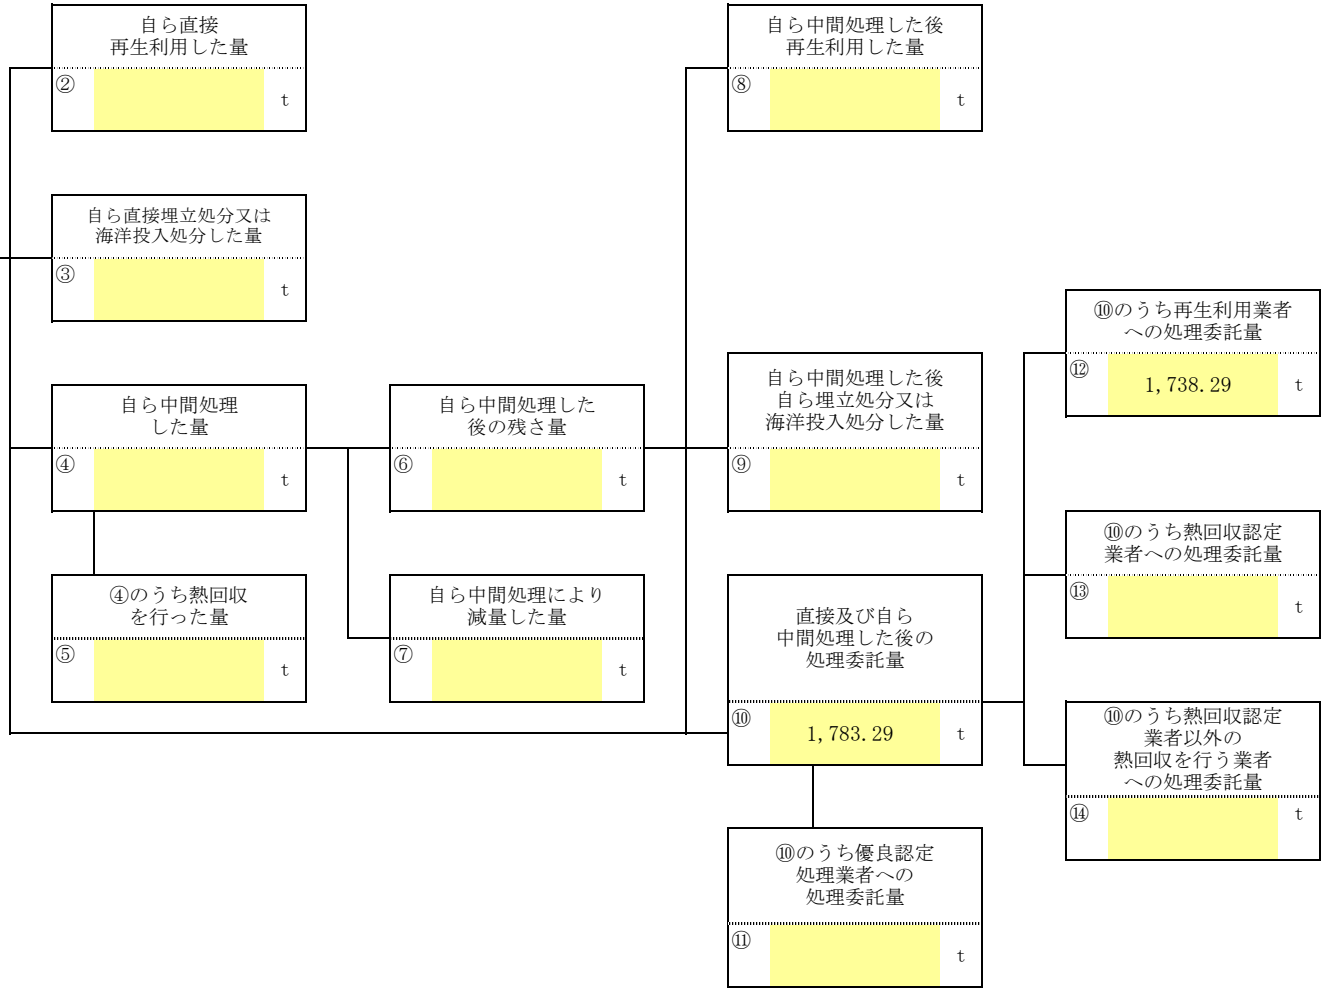 自ら直接
再生利用した量
②
t
自ら中間処理した後
再生利用した量
⑧
t
自ら直接埋立処分又は
海洋投入処分した量
③
t
⑩のうち再生利用業者
への処理委託量
⑫
1,738.29
t
自ら中間処理
した量
④
t
自ら中間処理した
後の残さ量
⑥
t
自ら中間処理した後
自ら埋立処分又は
海洋投入処分した量
⑨
t
⑩のうち熱回収認定
業者への処理委託量
⑬
t
④のうち熱回収
を行った量
⑤
t
自ら中間処理により
減量した量
⑦
t
直接及び自ら
中間処理した後の
処理委託量
⑩
1,783.29
t
⑩のうち熱回収認定
業者以外の
熱回収を行う業者
への処理委託量
⑭
t
⑩のうち優良認定
処理業者への
処理委託量
⑪
t